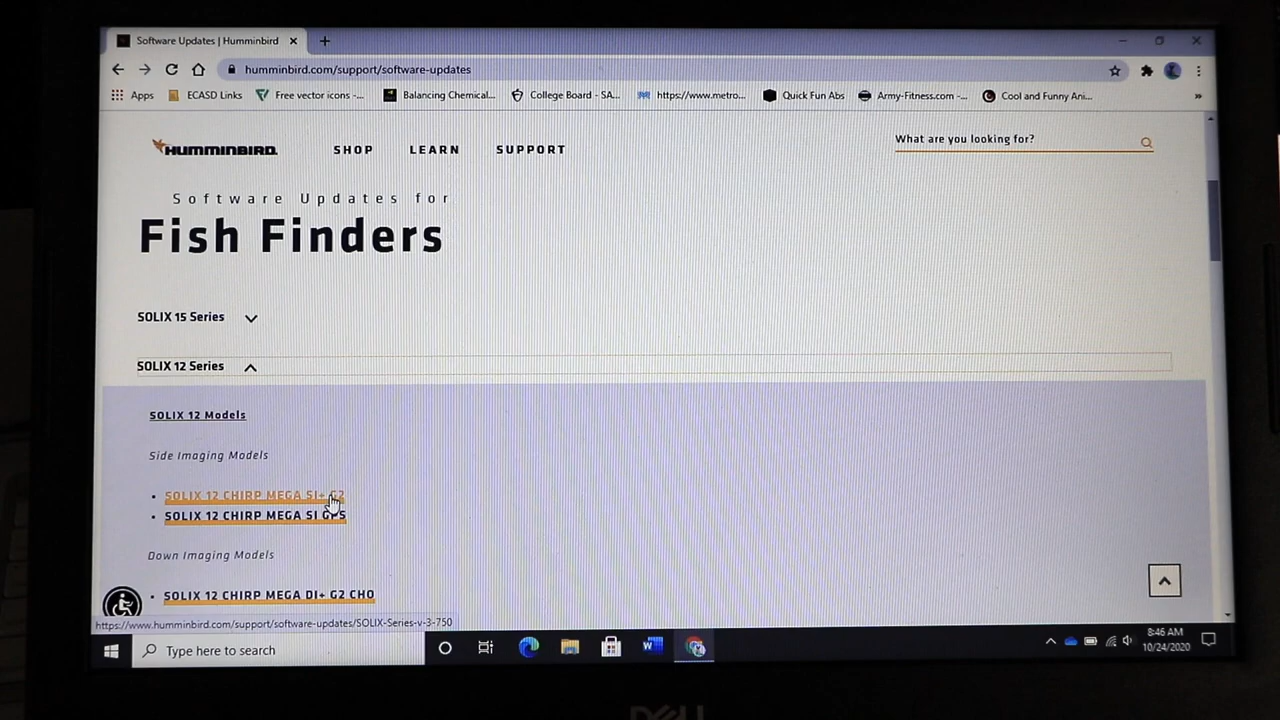 Software Updates | Humminbird
humminbird.com/support/software-updates
Apps ECASD Links Free vector icons -... Balancing Chemical... College Board - SA... https://www.metro... Quick Fun Abs Army-Fitness.com -... Cool and Funny Ani... »
HUMMINBIRD. SHOP LEARN SUPPORT What are you looking for?
Software Updates for
Fish Finders
SOLIX 15 Series
SOLIX 12 Series
SOLIX 12 Models
Side Imaging Models
• SOLIX 12 CHIRP MEGA SI+ G2
• SOLIX 12 CHIRP MEGA SI GPS
Down Imaging Models
• SOLIX 12 CHIRP MEGA DI+ G2 CHO
https://www.humminbird.com/support/software-updates/SOLIX-Series-v-3-750
Type here to search
8:46 AM
10/24/2020
DELL